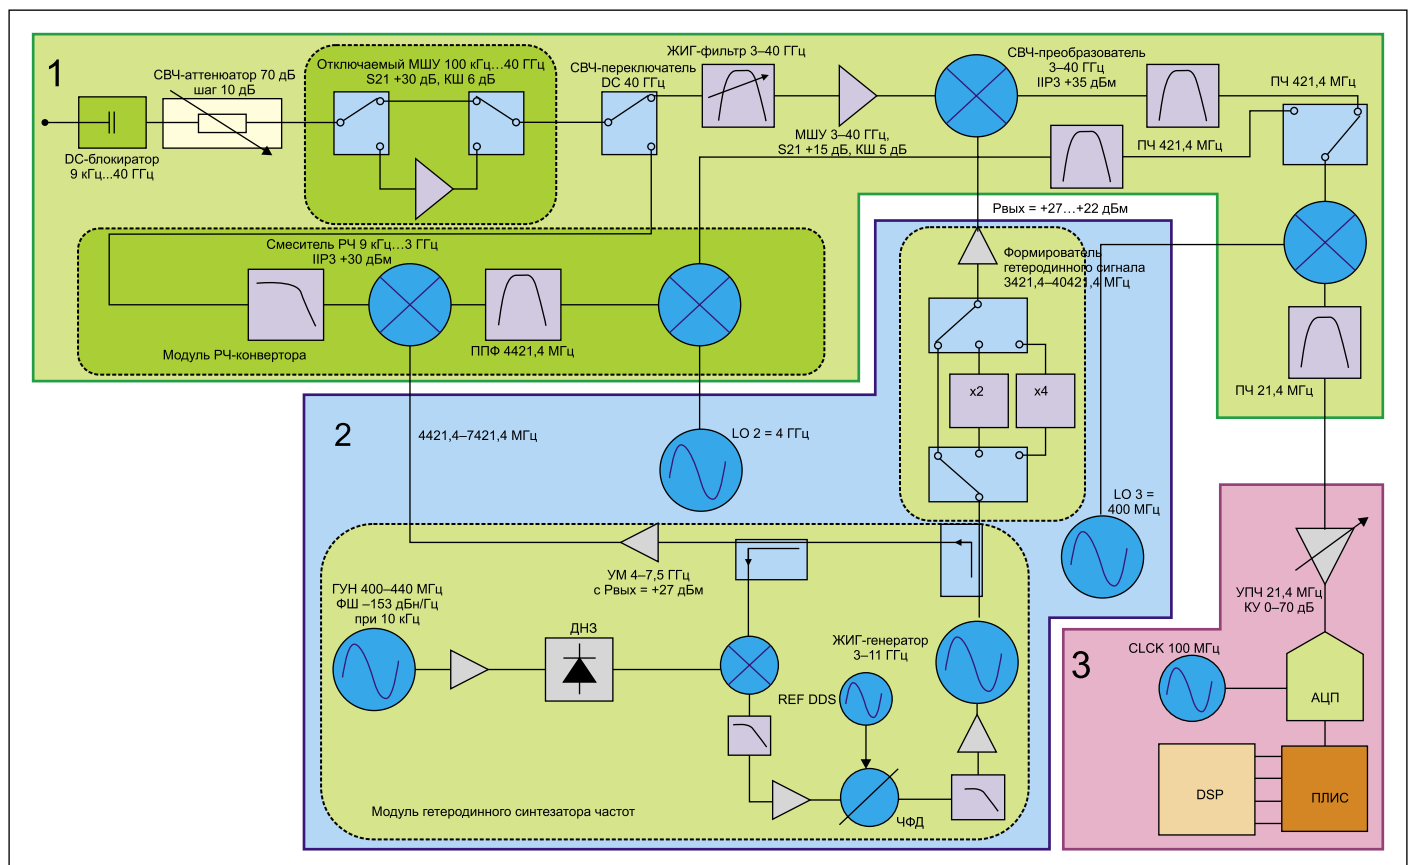 1
СВЧ-аттенюатор 70 дБ
шаг 10 дБ
DC-блокиратор
9 кГц...40 ГГц
Отключаемый МШУ 100 кГц…40 ГГц
S21 +30 дБ, КШ 6 дБ
СВЧ-переключатель
DC 40 ГГц
ЖИГ-фильтр 3–40 ГГц
МШУ 3–40 ГГц,
S21 +15 дБ, КШ 5 дБ
СВЧ-преобразователь
3–40 ГГц
IIP3 +35 дБм
ПЧ 421,4 МГц
ПЧ 421,4 МГц
Рвых = +27…+22 дБм
Смеситель РЧ 9 кГц…3 ГГц
IIP3 +30 дБм
Модуль РЧ-конвертора
ППФ 4421,4 МГц
Формирователь
гетеродинного сигнала
3421,4–40421,4 МГц
x2
x4
ПЧ 21,4 МГц
2
4421,4–7421,4 МГц
LO 2 = 4 ГГц
LO 3 =
400 МГц
УМ 4–7,5 ГГц
с Рвых = +27 дБм
ГУН 400–440 МГц
ФШ –153 дБн/Гц
при 10 кГц
ДНЗ
ЖИГ-генератор
3–11 ГГц
REF DDS
ЧФД
Модуль гетеродинного синтезатора частот
УПЧ 21,4 МГц
КУ 0–70 дБ
3
CLCK 100 МГц
АЦП
DSP
ПЛИС